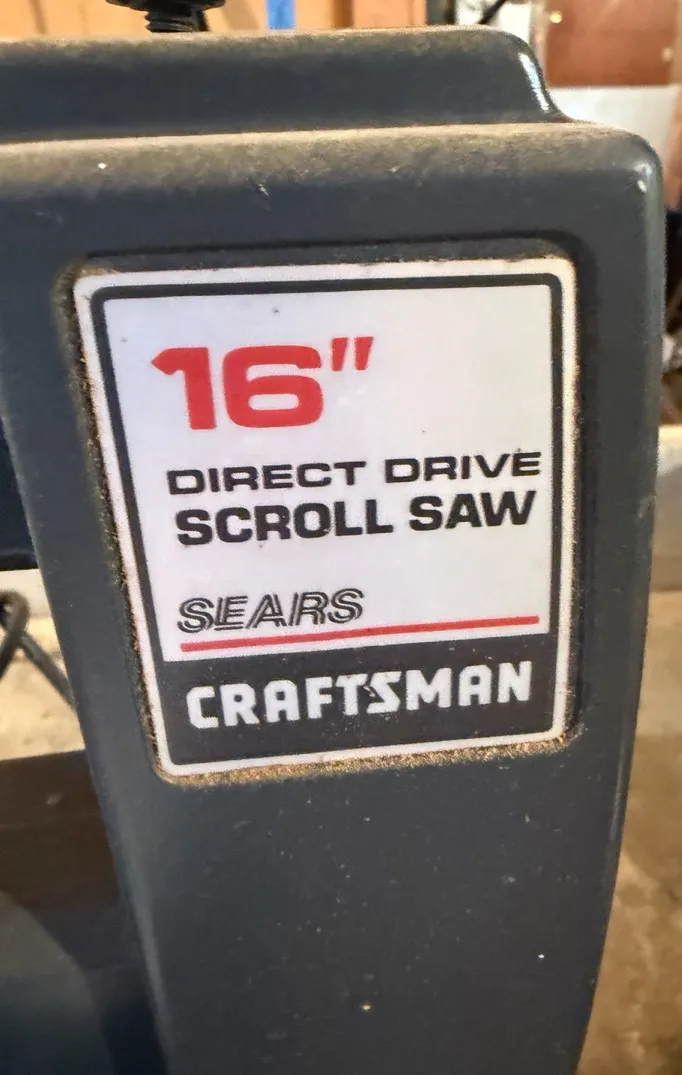 16"
DIRECT DRIVE
SCROLL SAW
SEARS
CRAFTSMAN